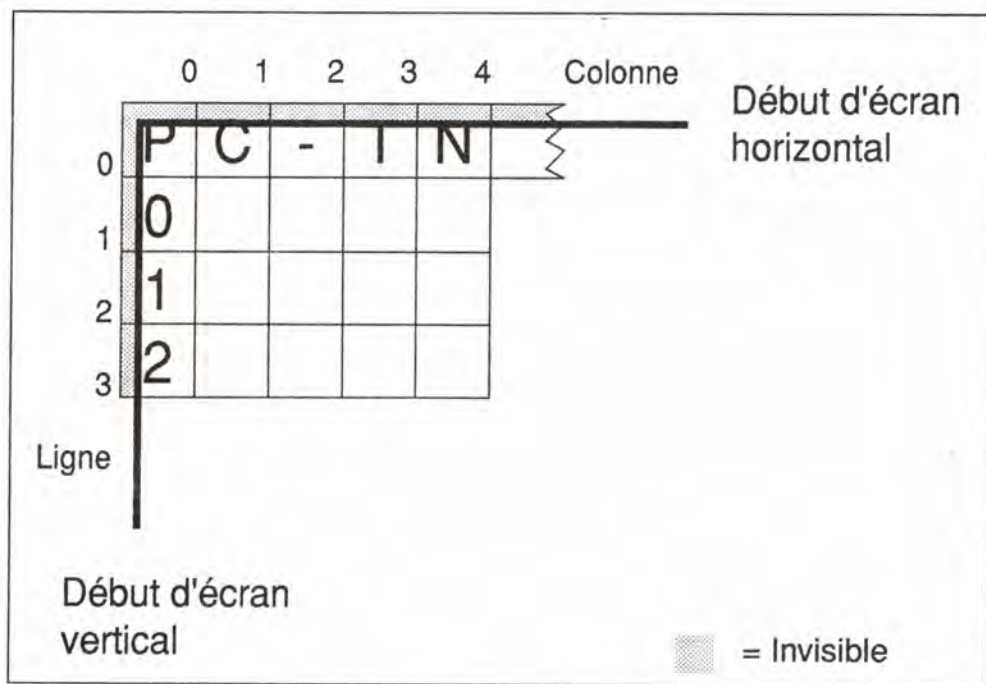 0 1 2 3 4 Colonne
Début d'écran
horizontal
0 P C - I N
1 0
2 1
3 2
Ligne
Début d'écran
vertical
= Invisible